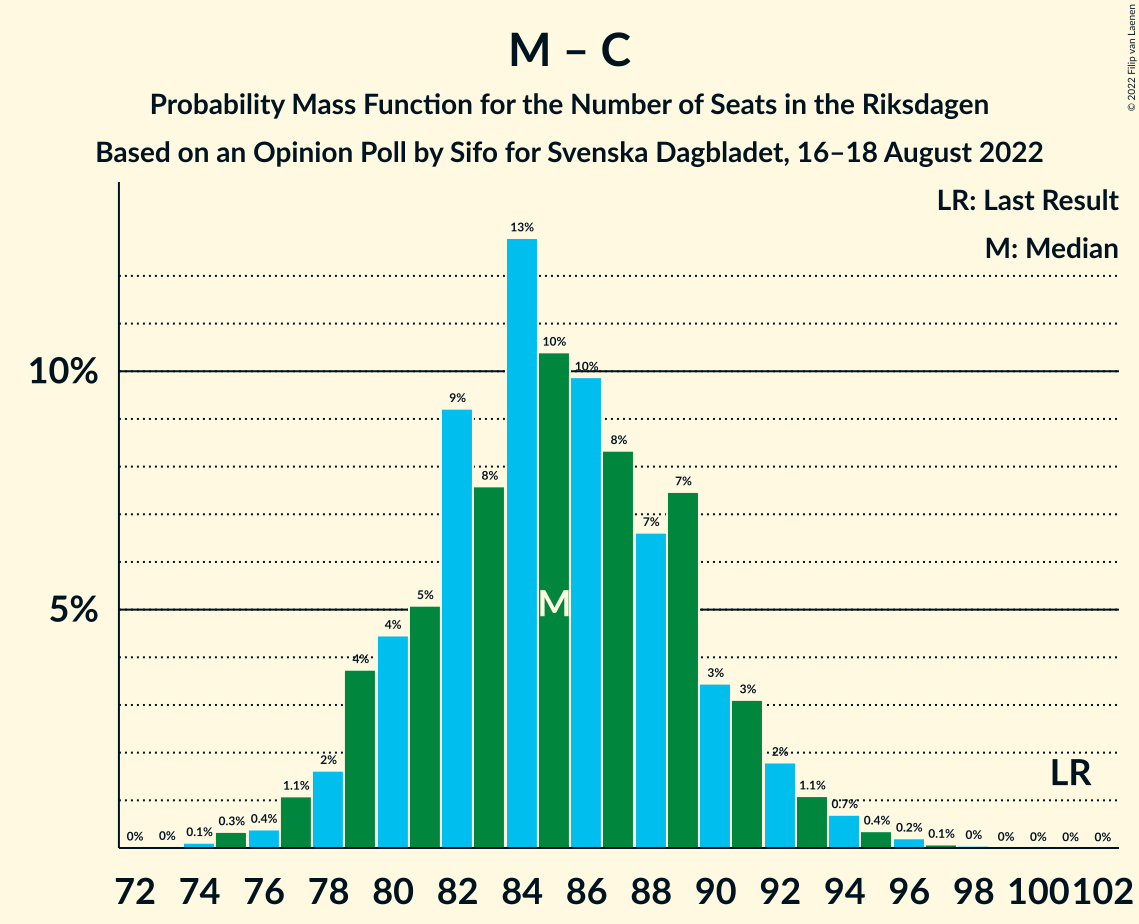 M – C
Probability Mass Function for the Number of Seats in the Riksdagen
Based on an Opinion Poll by Sifo for Svenska Dagbladet, 16–18 August 2022
© 2022 Filip van Laenen
LR: Last Result
M: Median
10%
5%
0% 0% 0.1% 0.3% 0.4% 1.1% 2% 4% 4% 5% 9% 8% 13% 10% 10% 8% 7% 7% 3% 3% 2% 1.1% 0.7% 0.4% 0.2% 0.1% 0% 0% 0% 0% 0%
M
LR
72 74 76 78 80 82 84 86 88 90 92 94 96 98 100 102